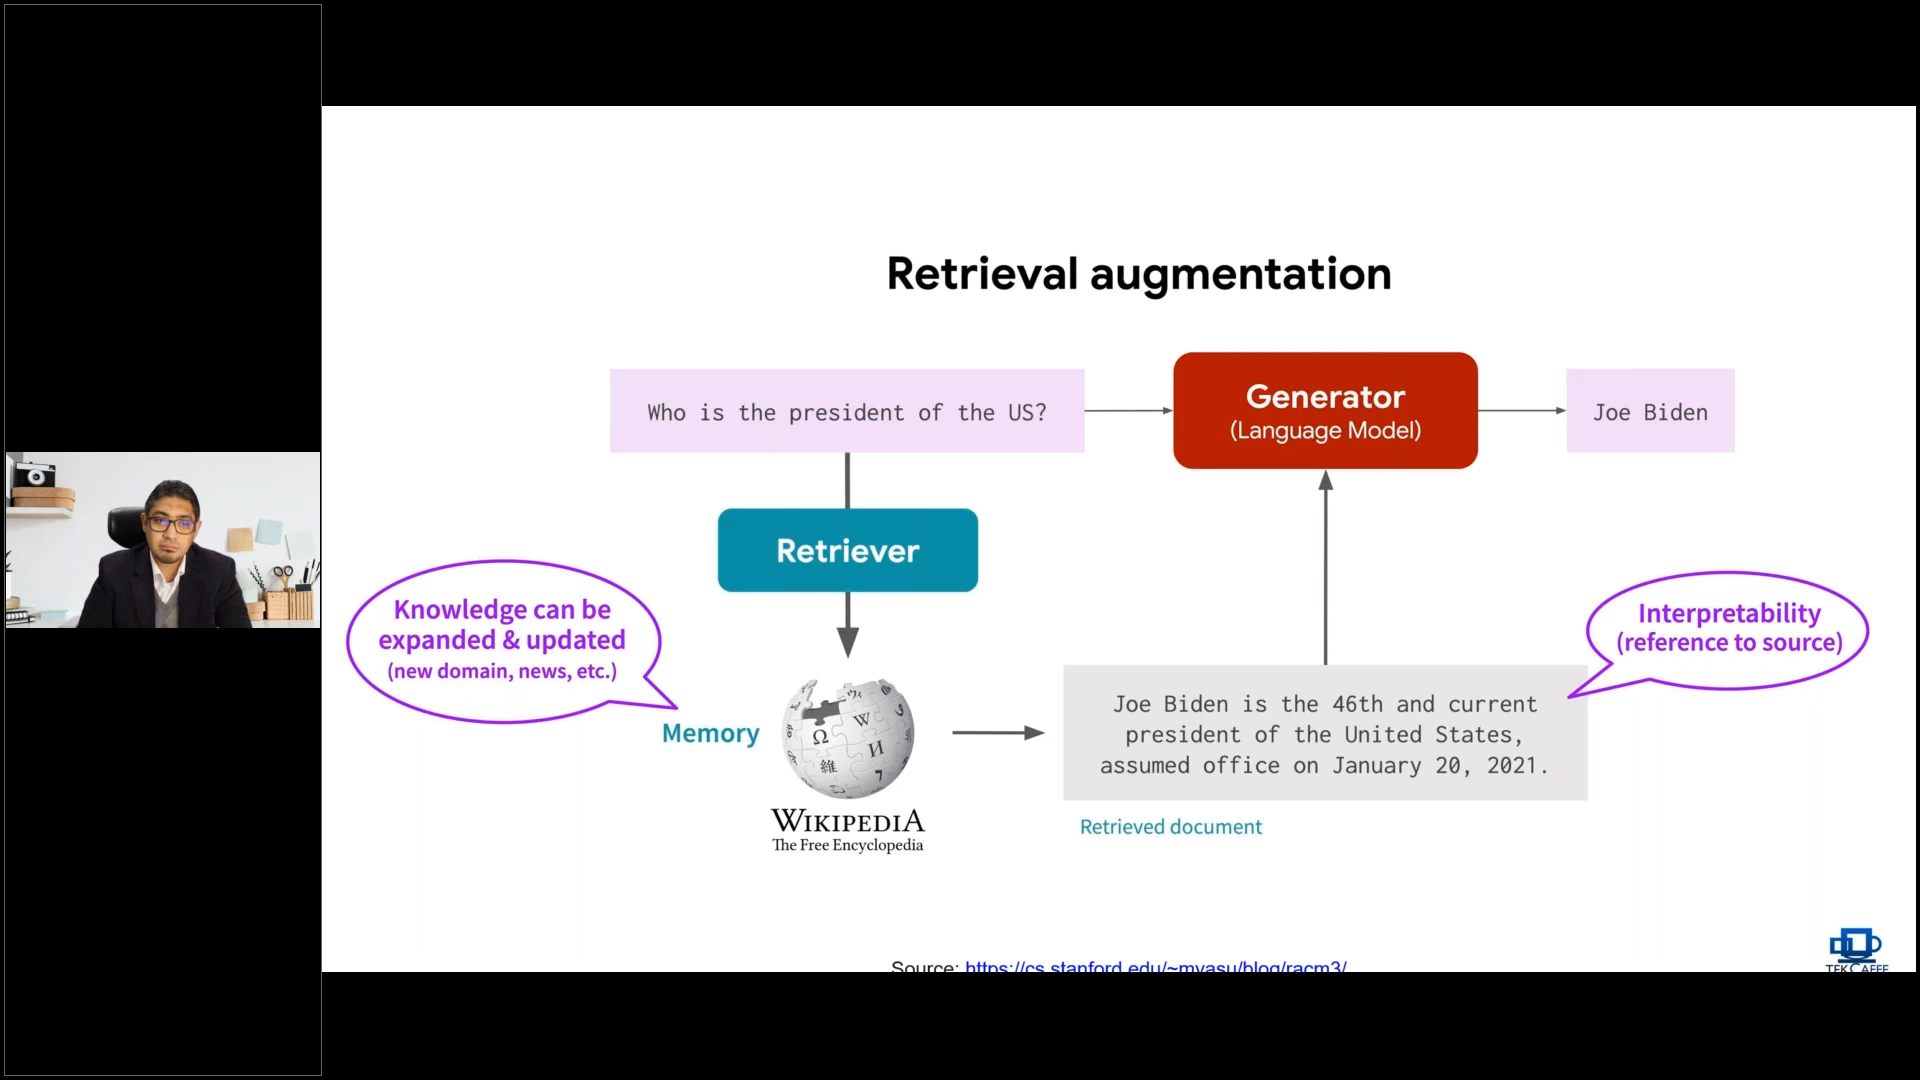 Retrieval augmentation
Who is the president of the US?
Generator
(Language Model)
Joe Biden
Retriever
Knowledge can be
expanded & updated
(new domain, news, etc.)
Interpretability
(reference to source)
Memory
Joe Biden is the 46th and current
president of the United States,
assumed office on January 20, 2021.
WIKIPEDIA
The Free Encyclopedia
Retrieved document
Source: https://cs.stanford.edu/~myasu/blog/racm3/
TEKCAFFE